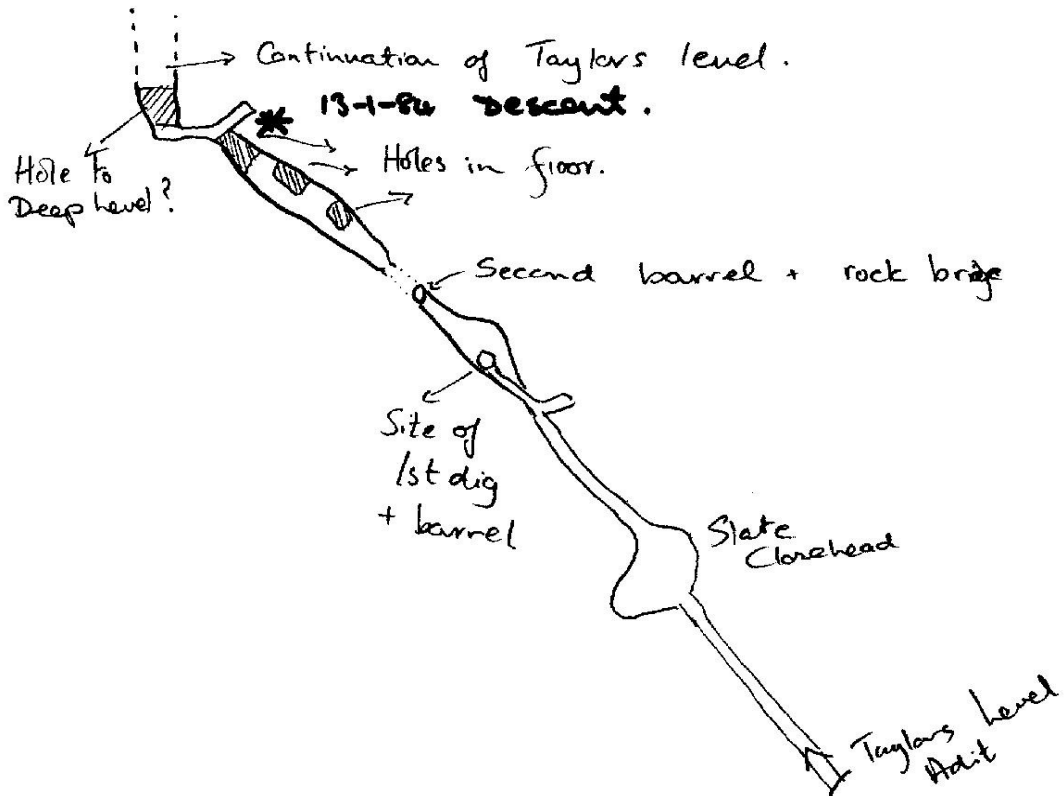 Continuation of Taylors level.
13-1-84 Descent.
Holes in floor.
Hole to
Deep Level?
Second barrel + rock bridge
Site of
1st dig
+ barrel
Slate
Closehead
Taylors Level
Adit